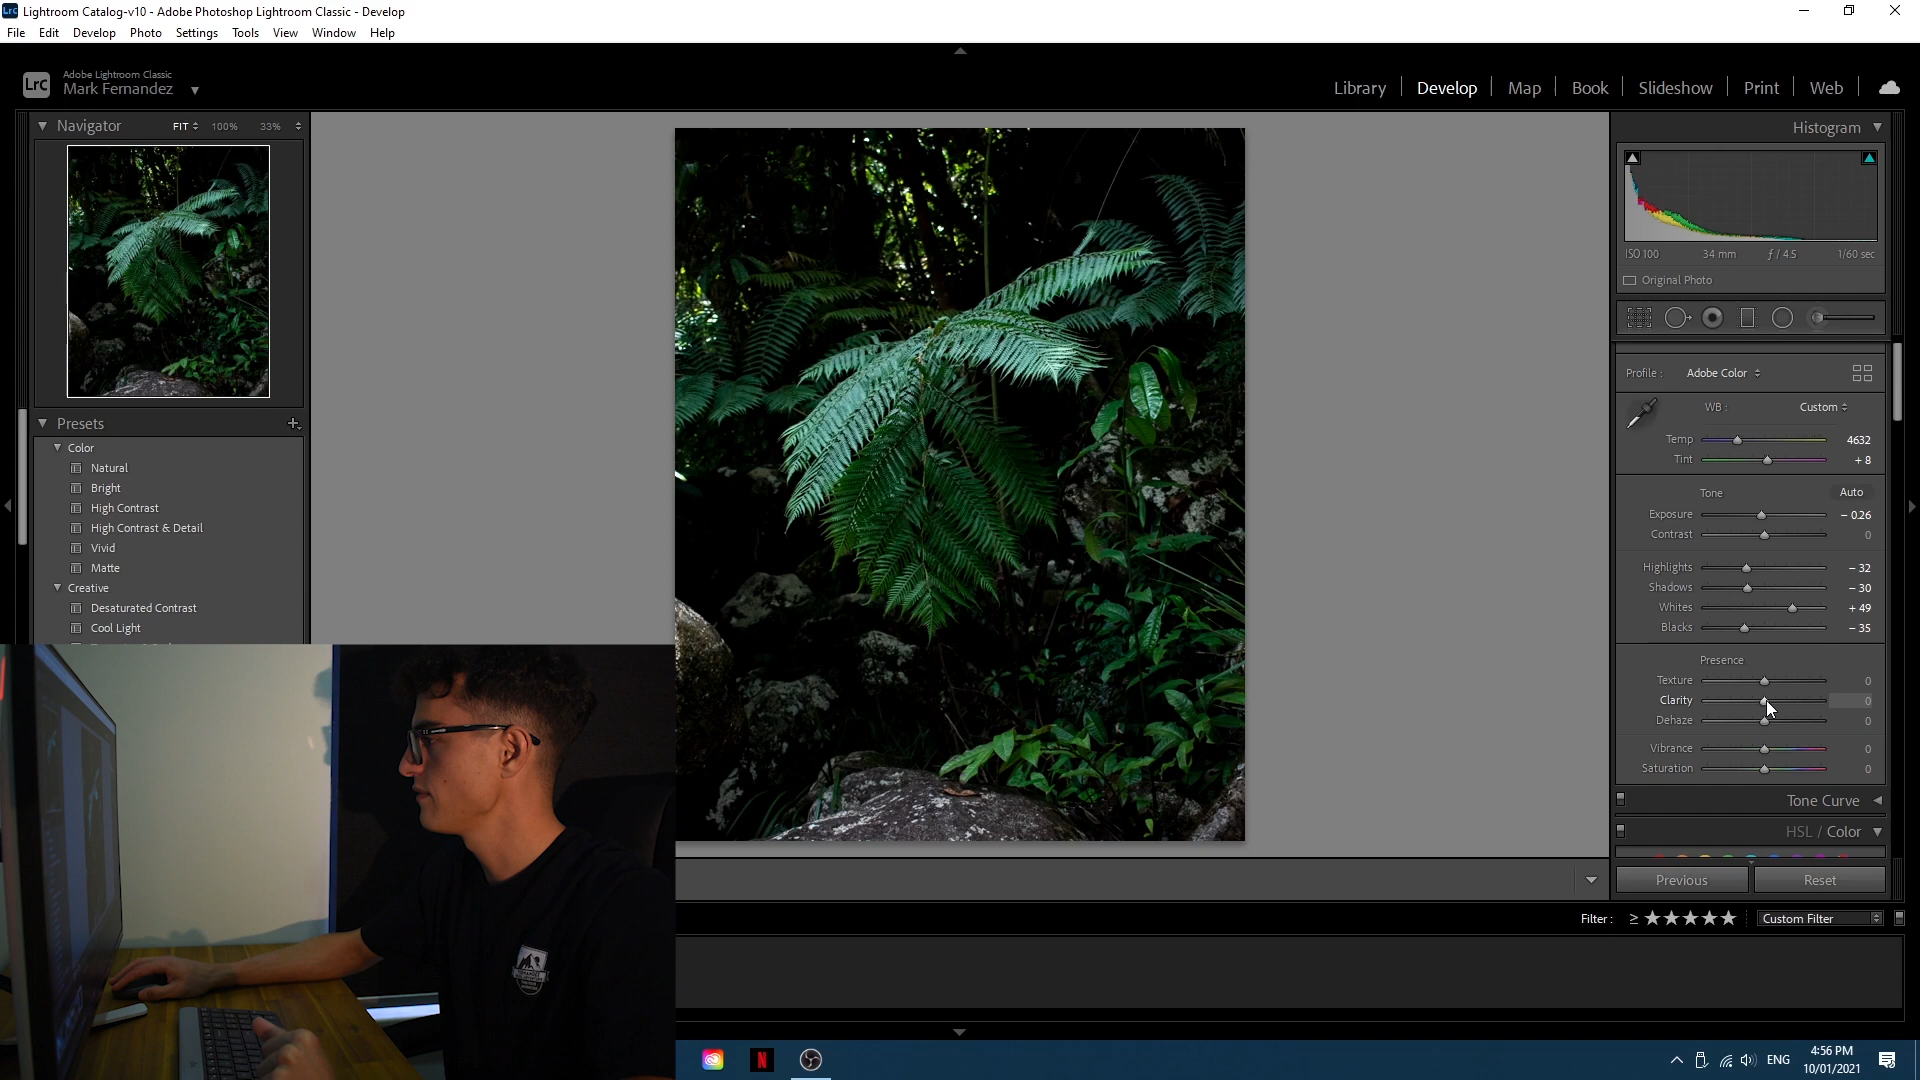 Lrc Lightroom Catalog-v10 - Adobe Photoshop Lightroom Classic - Develop
File Edit Develop Photo Settings Tools View Window Help
Lrc Adobe Lightroom Classic
Mark Fernandez
Library Develop Map Book Slideshow Print Web
Navigator FIT 100% 33%
Presets
Color
Natural
Bright
High Contrast
High Contrast & Detail
Vivid
Matte
Creative
Desaturated Contrast
Cool Light
Histogram
ISO 100 34 mm ƒ / 4.5 1/60 sec
Original Photo
Profile : Adobe Color
WB : Custom
Temp 4632
Tint + 8
Tone Auto
Exposure – 0.26
Contrast 0
Highlights – 32
Shadows – 30
Whites + 49
Blacks – 35
Presence
Texture 0
Clarity 0
Dehaze 0
Vibrance 0
Saturation 0
Tone Curve
HSL / Color
Previous Reset
Filter : ≥ ★★★★★ Custom Filter
N
ENG 4:56 PM
10/01/2021